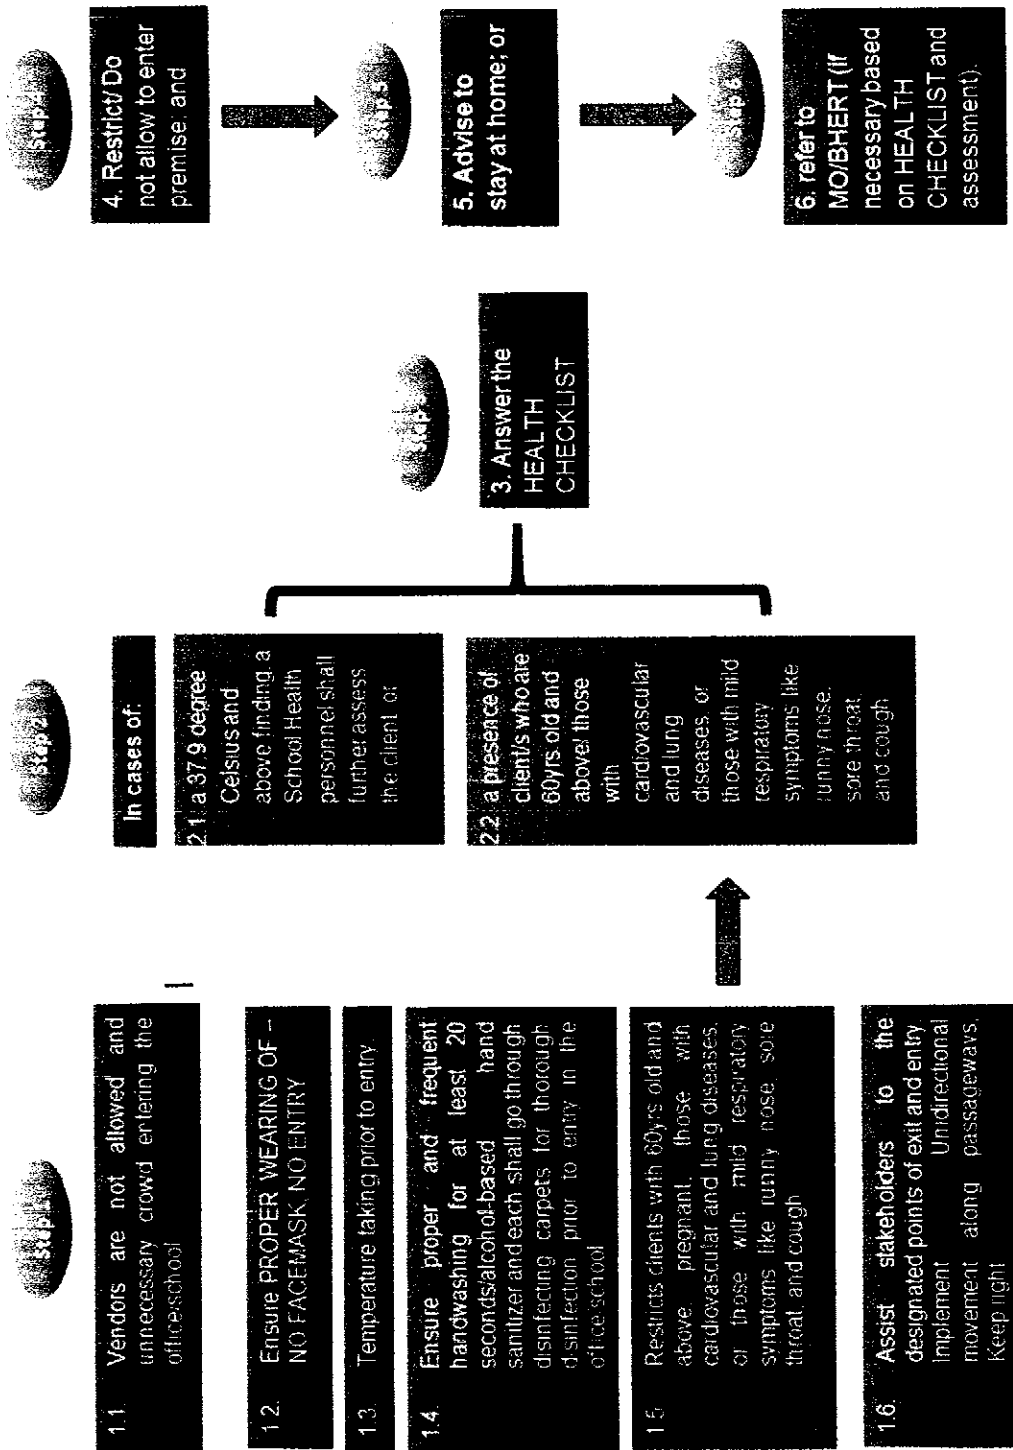 Step 1
1.1 Vendors are not allowed and
unnecessary crowd entering the
office/school
1.2. Ensure PROPER WEARING OF –
NO FACEMASK, NO ENTRY
1.3. Temperature taking prior to entry.
1.4. Ensure proper and frequent
handwashing for at least 20
seconds/alcohol-based hand
sanitizer and each shall go through
disinfecting carpets for thorough
disinfection prior to entry in the
office/school
1.5 Restricts clients with 60yrs old and
above, pregnant, those with
cardiovascular and lung diseases,
or those with mild respiratory
symptoms like runny nose sore
throat and cough
1.6. Assist stakeholders to the
designated points of exit and entry
Implement Unidirectional
movement along passageways,
Keep right
Step 2
In cases of:
2.1. a 37.9 degree
Celsius and
above finding, a
School Health
personnel shall
further assess
the client or
2.2. a presence of
client/s who are
60yrs old and
above/ those
with
cardiovascular
and lung
diseases, or
those with mild
respiratory
symptoms like
runny nose,
sore throat
and cough
Step
3. Answer the
HEALTH
CHECKLIST
Step 4
4. Restrict/ Do
not allow to enter
premise; and
Step 5
5. Advise to
stay at home; or
Step 6
6. refer to
MO/BHERT (if
necessary based
on HEALTH
CHECKLIST and
assessment).